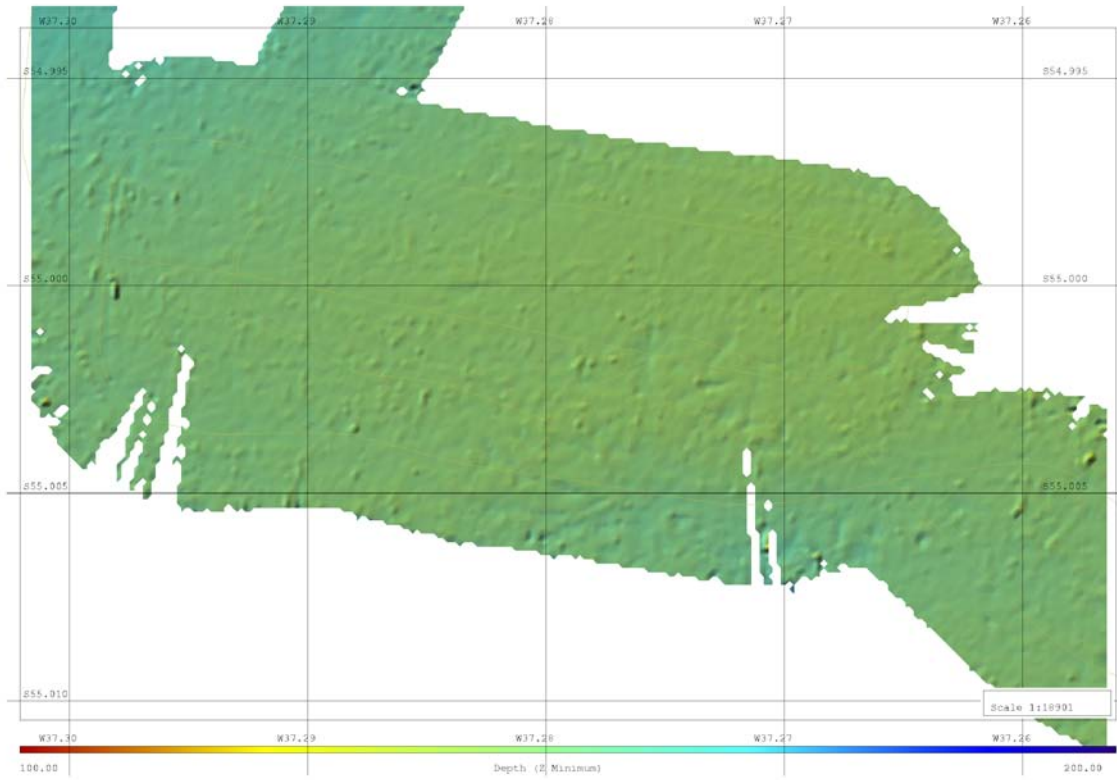 W37.30 W37.29 W37.28 W37.27 W37.26
S54.995 S54.995
S55.000 S55.000
S55.005 S55.005
S55.010
Scale 1:18901
W37.30 W37.29 W37.28 W37.27 W37.26
100.00 Depth (Z Minimum) 200.00